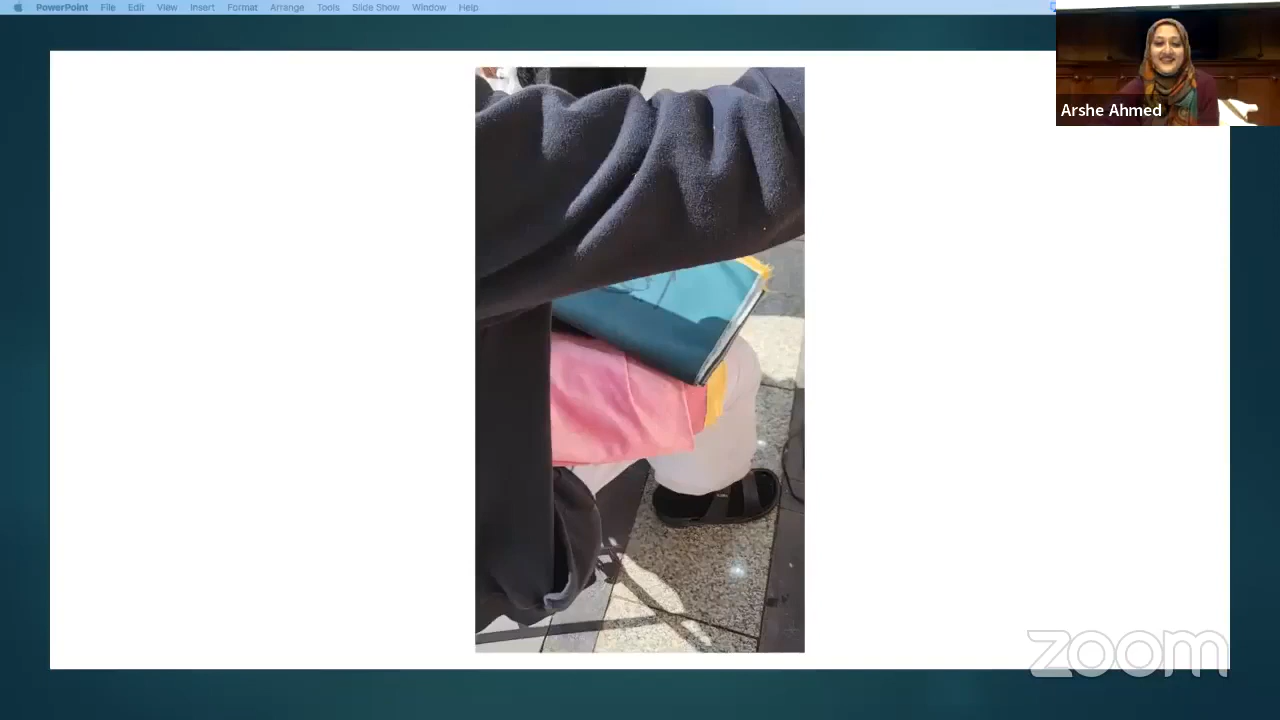 PowerPoint File Edit View Insert Format Arrange Tools Slide Show Window Help
Arshe Ahmed
zoom